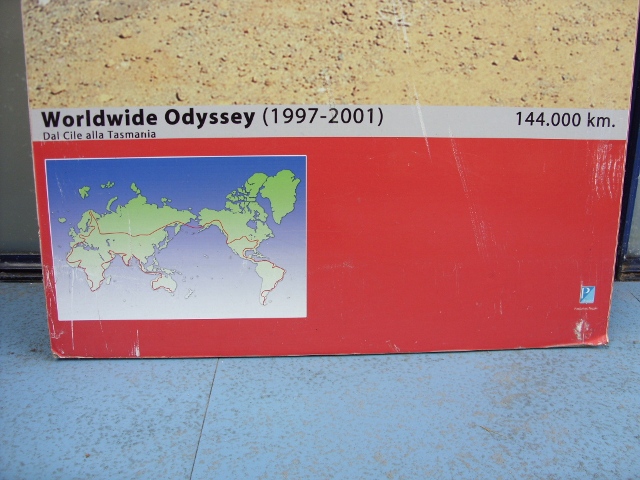 Worldwide Odyssey (1997-2001) 144.000 km.
Dal Cile alla Tasmania
P